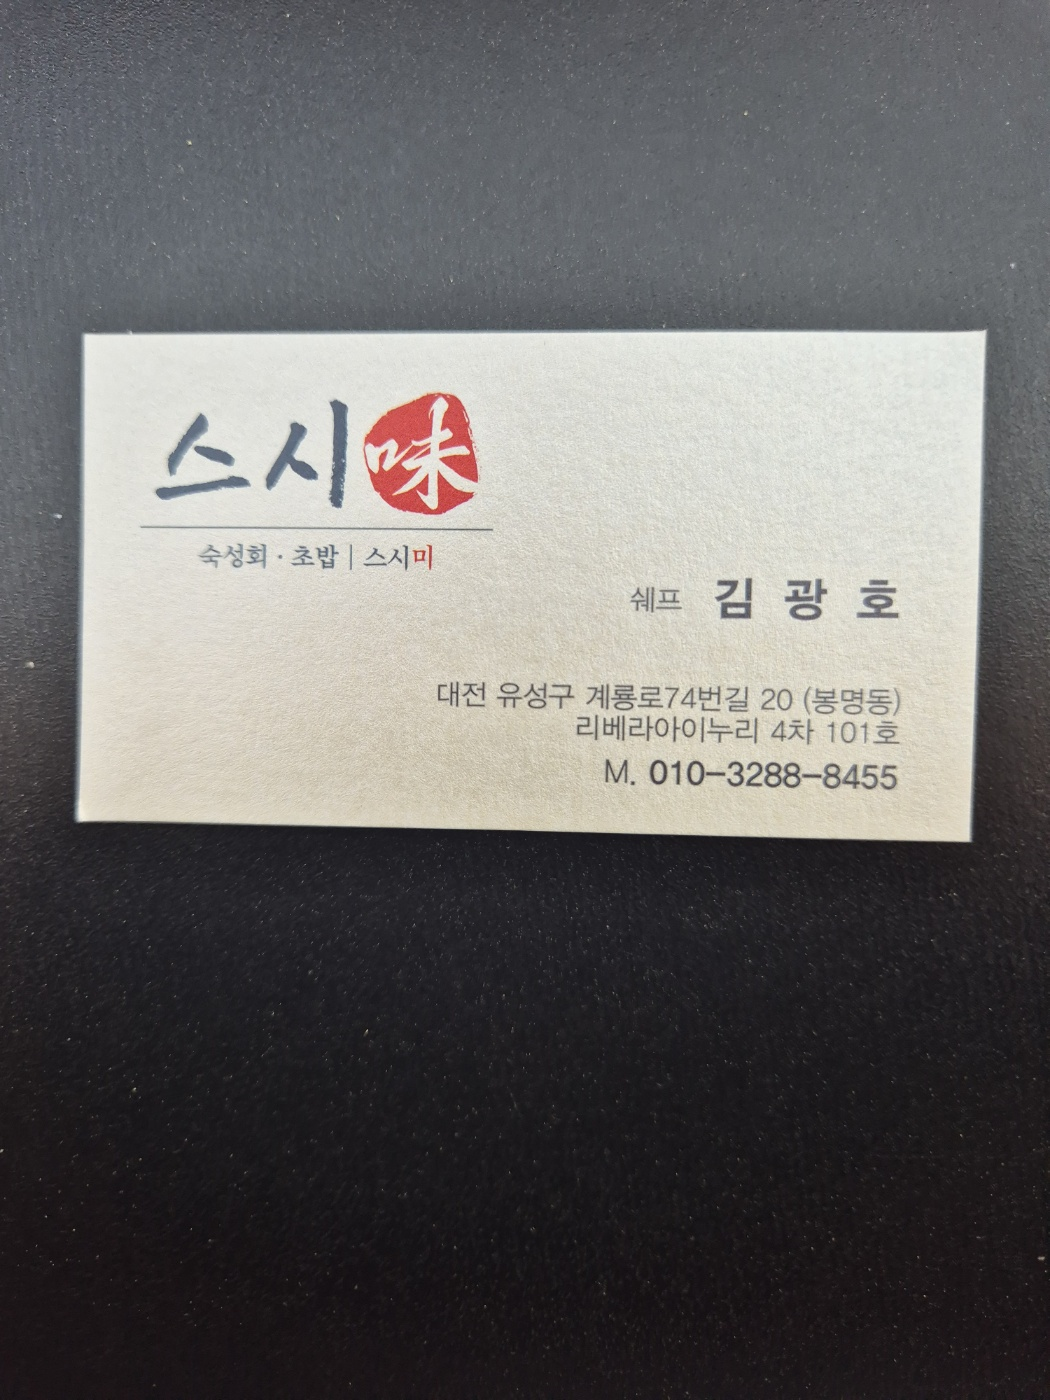 스시味
숙성회 · 초밥 | 스시미
쉐프 김광호
대전 유성구 계룡로74번길 20 (봉명동)
리베라아이누리 4차 101호
M. 010-3288-8455